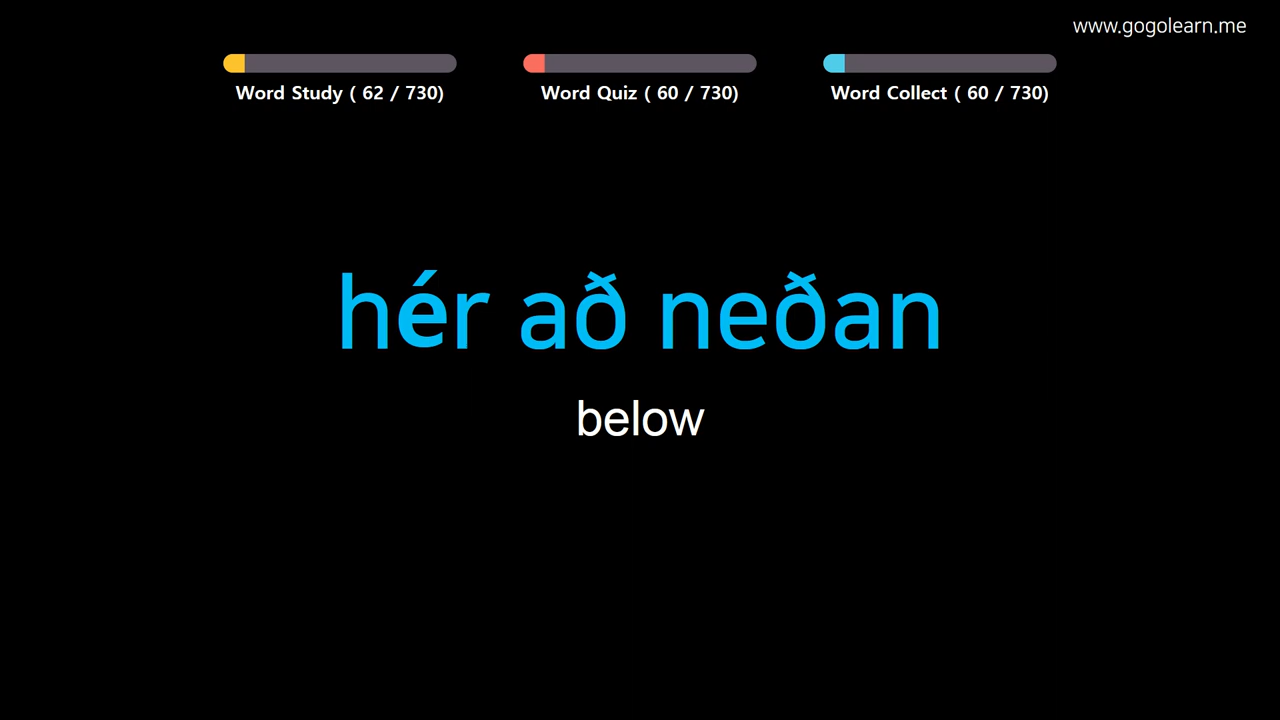 www.gogolearn.me
Word Study ( 62 / 730)
Word Quiz ( 60 / 730)
Word Collect ( 60 / 730)
hér að neðan
below